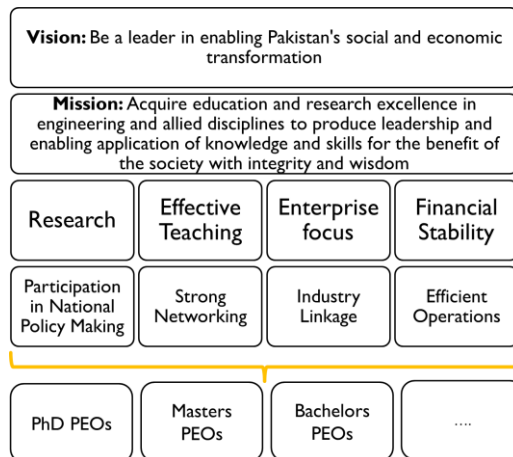 Vision: Be a leader in enabling Pakistan's social and economic
transformation
Mission: Acquire education and research excellence in
engineering and allied disciplines to produce leadership and
enabling application of knowledge and skills for the benefit of
the society with integrity and wisdom
Research
Effective
Teaching
Enterprise
focus
Financial
Stability
Participation
in National
Policy Making
Strong
Networking
Industry
Linkage
Efficient
Operations
PhD PEOs
Masters
PEOs
Bachelors
PEOs
....